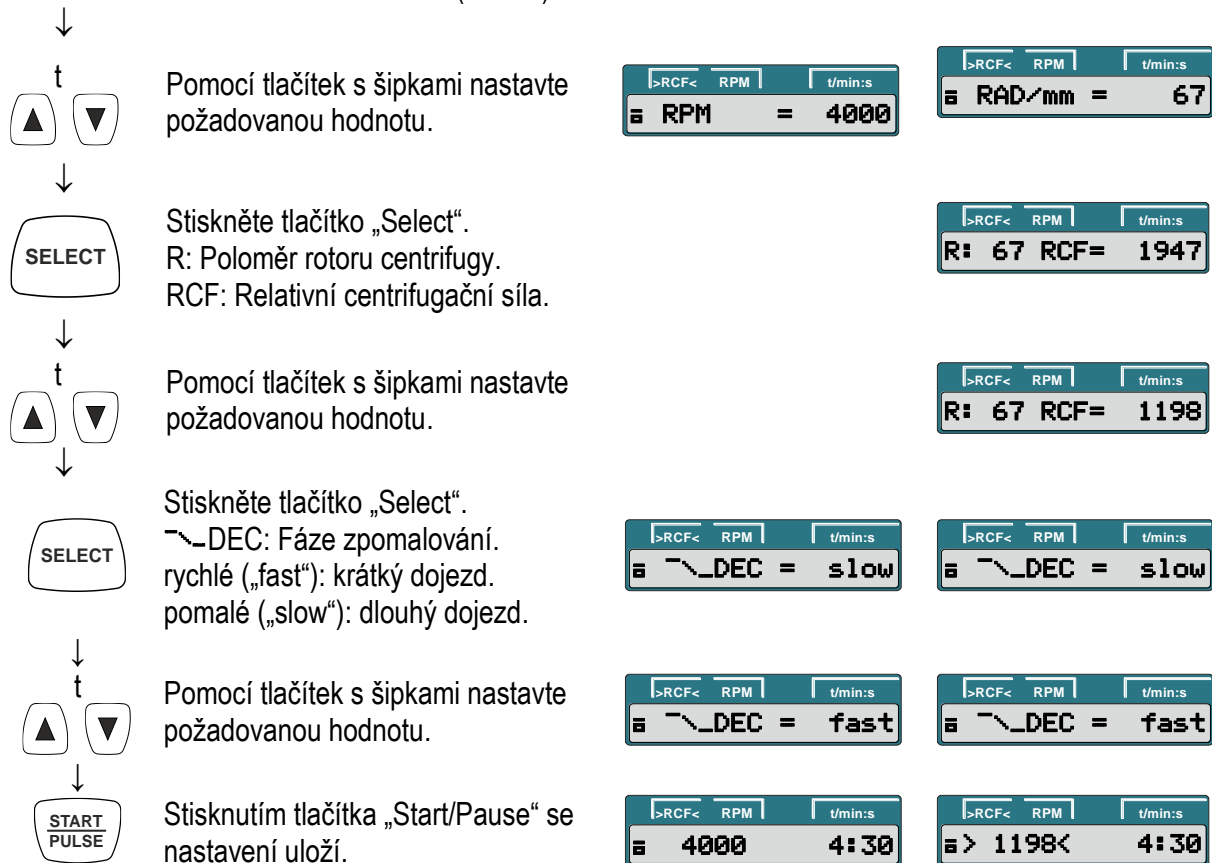 ↓
t
▲ ▼
Pomocí tlačítek s šipkami nastavte
požadovanou hodnotu.
>RCF< RPM t/min:s
RPM = 4000
>RCF< RPM t/min:s
RAD/mm = 67
↓
SELECT
Stiskněte tlačítko „Select“.
R: Poloměr rotoru centrifugy.
RCF: Relativní centrifugační síla.
>RCF< RPM t/min:s
R: 67 RCF= 1947
↓
t
▲ ▼
Pomocí tlačítek s šipkami nastavte
požadovanou hodnotu.
>RCF< RPM t/min:s
R: 67 RCF= 1198
↓
SELECT
Stiskněte tlačítko „Select“.
‾\_DEC: Fáze zpomalování.
rychlé („fast“): krátký dojezd.
pomalé („slow“): dlouhý dojezd.
>RCF< RPM t/min:s
‾\_DEC = slow
>RCF< RPM t/min:s
‾\_DEC = slow
↓
t
▲ ▼
Pomocí tlačítek s šipkami nastavte
požadovanou hodnotu.
>RCF< RPM t/min:s
‾\_DEC = fast
>RCF< RPM t/min:s
‾\_DEC = fast
↓
START
PULSE
Stisknutím tlačítka „Start/Pause“ se
nastavení uloží.
>RCF< RPM t/min:s
4000 4:30
>RCF< RPM t/min:s
> 1198< 4:30